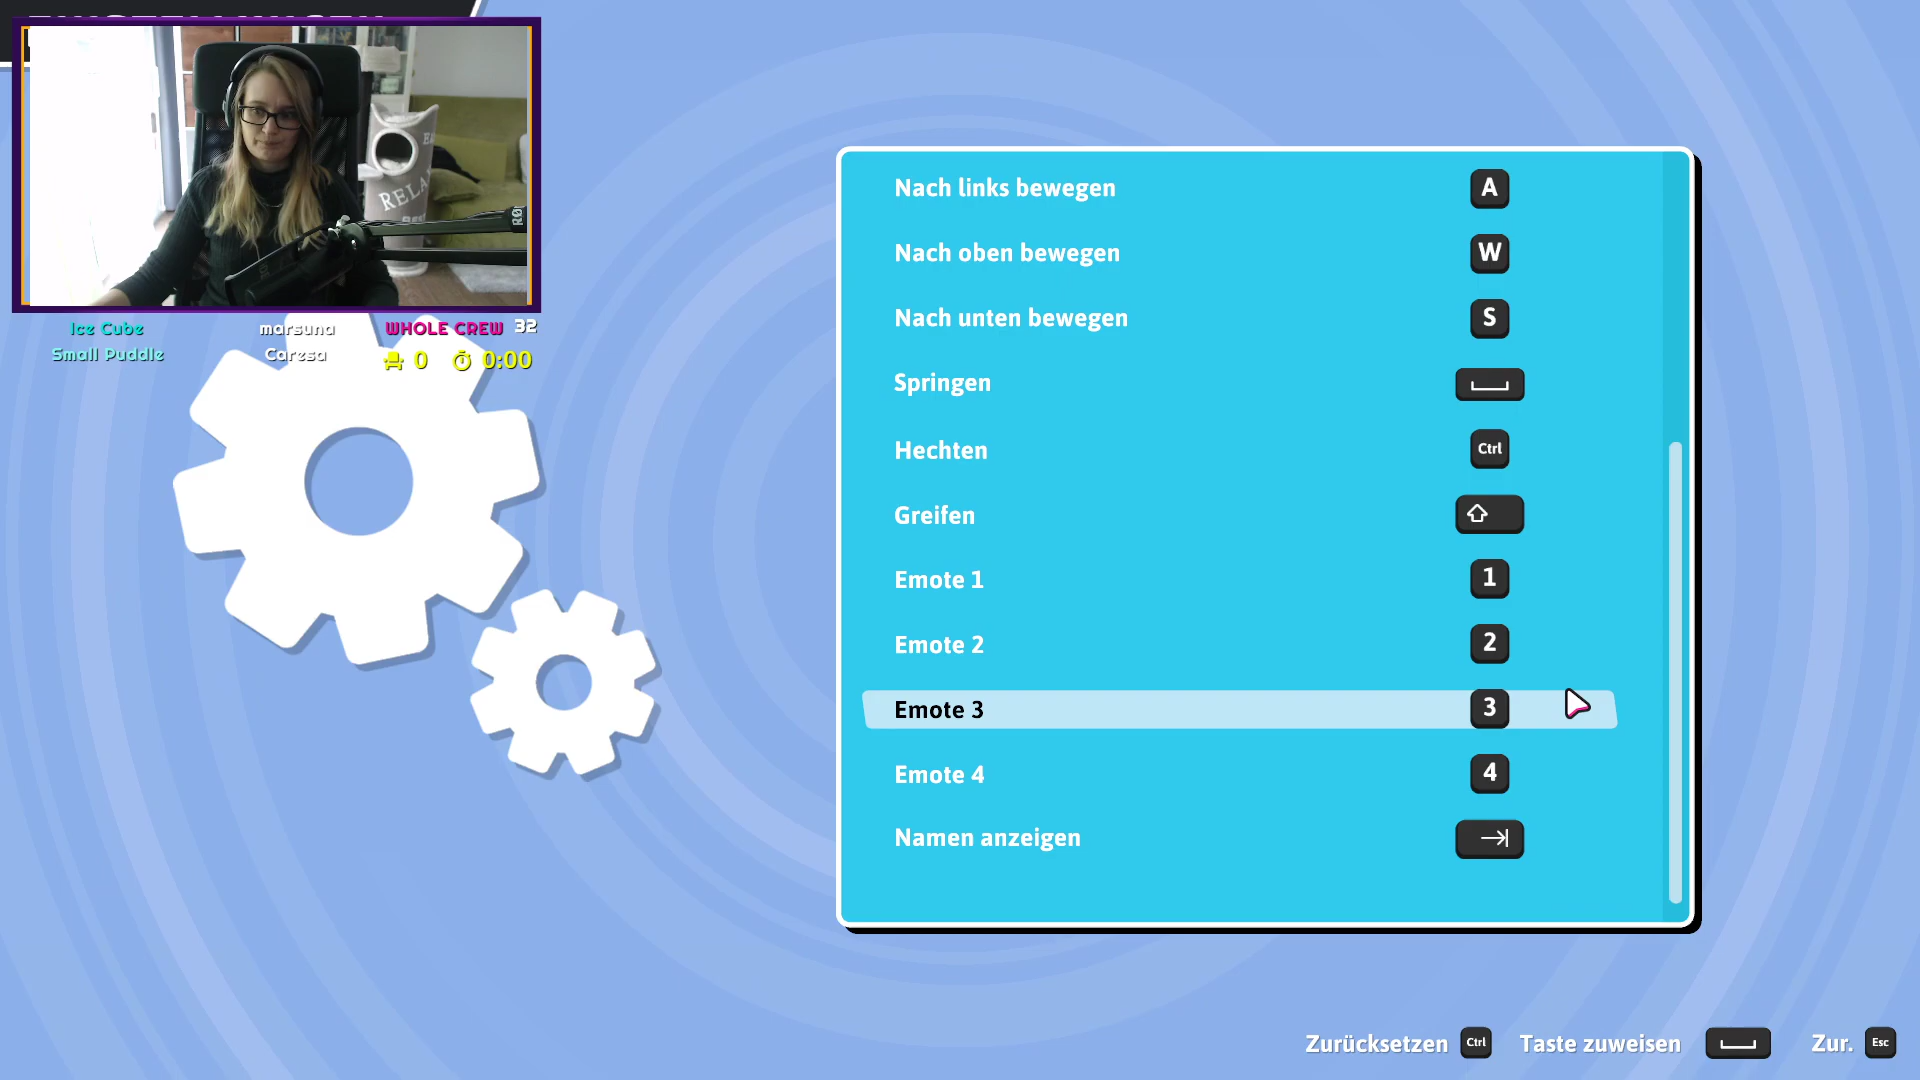 Ice Cube
marsuna
WHOLE CREW 32
Small Puddle
Caresa
0
0:00
Nach links bewegen
A
Nach oben bewegen
W
Nach unten bewegen
S
Springen
Hechten
Ctrl
Greifen
Emote 1
1
Emote 2
2
Emote 3
3
Emote 4
4
Namen anzeigen
Zurücksetzen Ctrl
Taste zuweisen
Zur. Esc